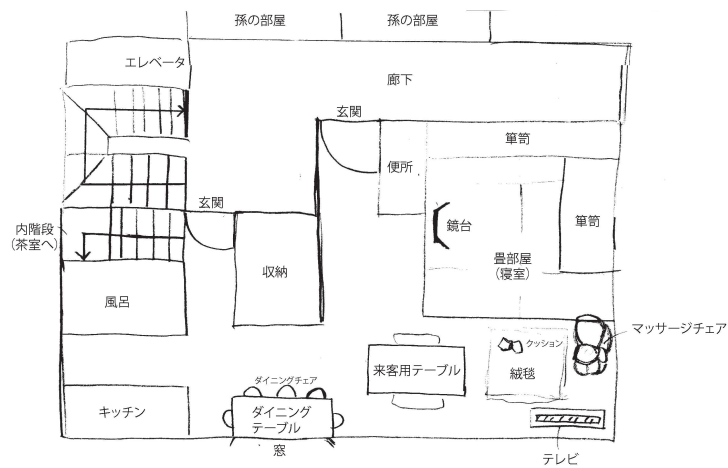 孫の部屋
孫の部屋
エレベータ
廊下
玄関
便所
箪笥
玄関
鏡台
箪笥
内階段
(茶室へ)
収納
畳部屋
(寝室)
風呂
マッサージチェア
クッション
来客用テーブル
絨毯
ダイニングチェア
キッチン
ダイニング
テーブル
窓
テレビ